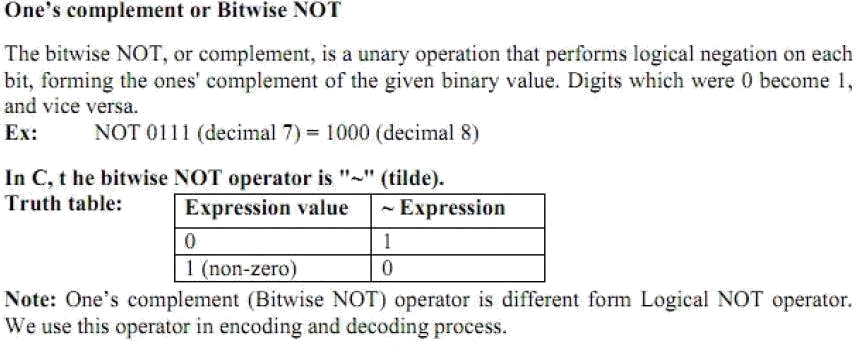 One's complement or Bitwise NOT
The bitwise NOT, or complement, is a unary operation that performs logical negation on each
bit, forming the ones' complement of the given binary value. Digits which were 0 become 1,
and vice versa.
Ex: NOT 0111 (decimal 7) = 1000 (decimal 8)
In C, t he bitwise NOT operator is "~" (tilde).
Truth table:
Expression value ~ Expression
0 1
1 (non-zero) 0
Note: One's complement (Bitwise NOT) operator is different form Logical NOT operator.
We use this operator in encoding and decoding process.